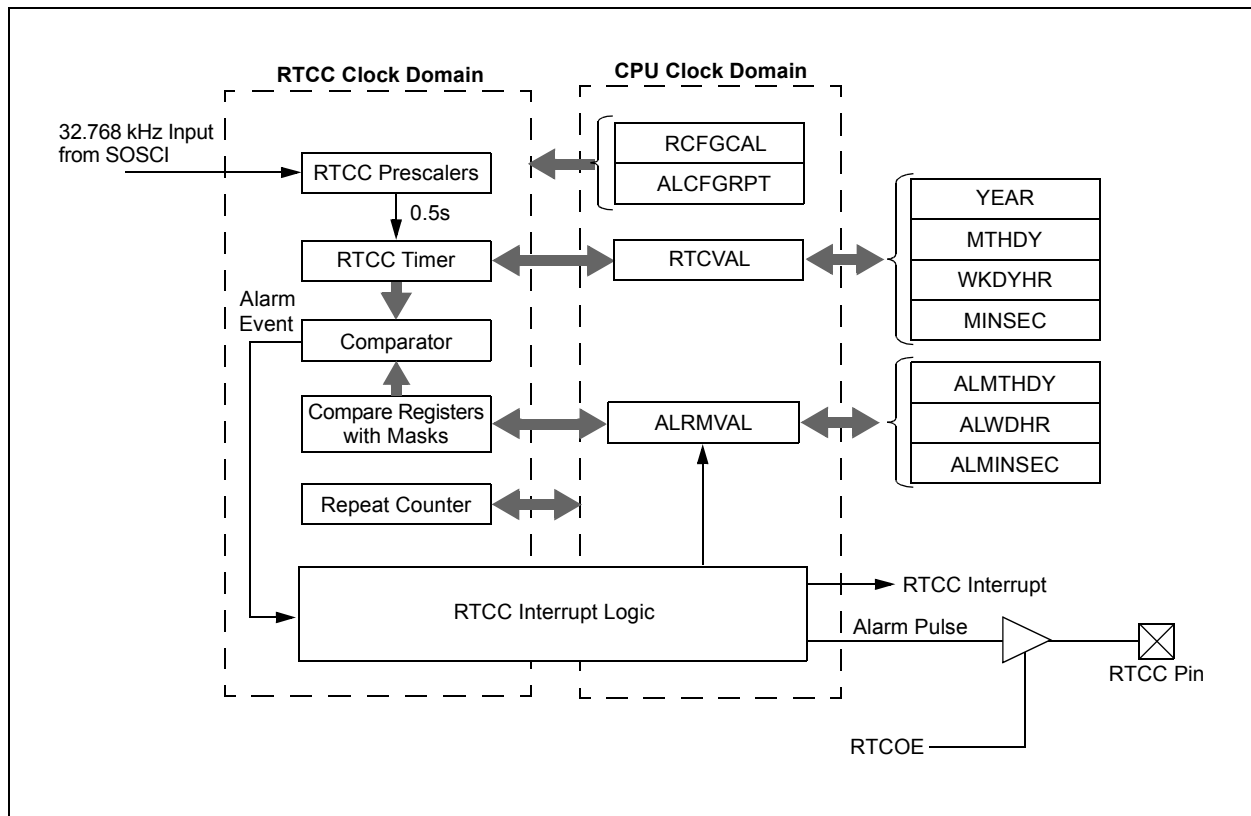 RTCC Clock Domain
CPU Clock Domain
32.768 kHz Input
from SOSCI
RTCC Prescalers
0.5s
RTCC Timer
Alarm
Event
Comparator
Compare Registers
with Masks
Repeat Counter
RCFGCAL
ALCFGRPT
RTCVAL
YEAR
MTHDY
WKDYHR
MINSEC
ALRMVAL
ALMTHDY
ALWDHR
ALMINSEC
RTCC Interrupt Logic
RTCC Interrupt
Alarm Pulse
RTCC Pin
RTCOE